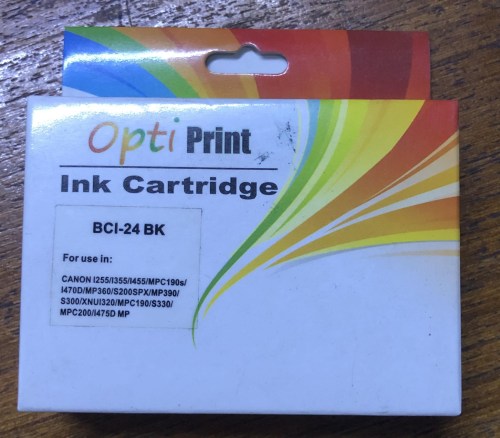 Opti Print
Ink Cartridge
BCI-24 BK
For use in:
CANON I255/I355/I455/MPC190s/
I470D/MP360/S200SPX/MP390/
S300/XNUI320/MPC190/S330/
MPC200/I475D MP